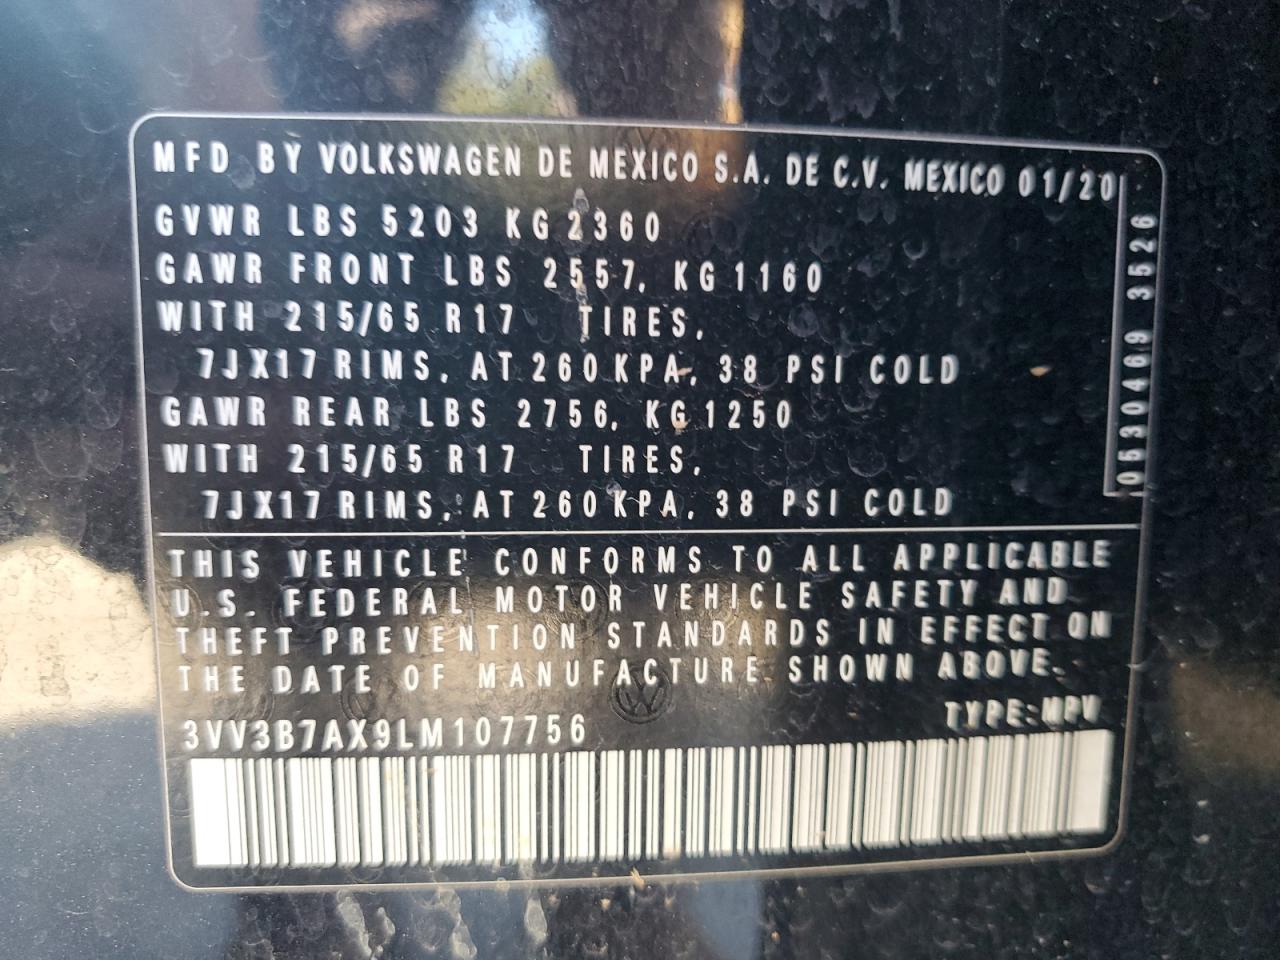 MFD BY VOLKSWAGEN DE MEXICO S.A. DE C.V. MEXICO 01/20
GVWR LBS 5203 KG 2360
GAWR FRONT LBS 2557, KG 1160
WITH 215/65 R17 TIRES,
7JX17 RIMS, AT 260 KPA, 38 PSI COLD
GAWR REAR LBS 2756, KG 1250
WITH 215/65 R17 TIRES,
7JX17 RIMS, AT 260 KPA, 38 PSI COLD
0530469 3526
THIS VEHICLE CONFORMS TO ALL APPLICABLE
U.S. FEDERAL MOTOR VEHICLE SAFETY AND
THEFT PREVENTION STANDARDS IN EFFECT ON
THE DATE OF MANUFACTURE SHOWN ABOVE.
TYPE:MPV
3VV3B7AX9LM107756